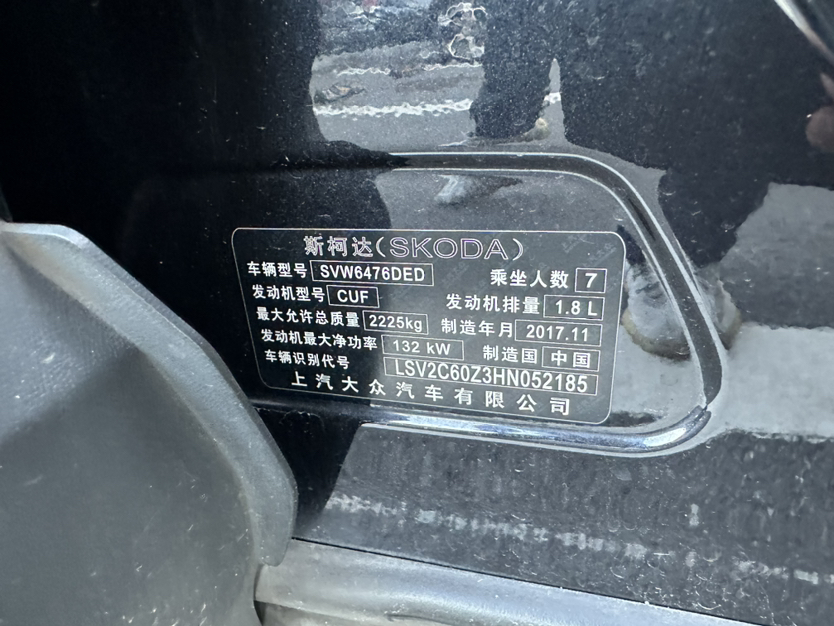 斯柯达(SKODA)
车辆型号 SVW6476DED 乘坐人数 7
发动机型号 CUF 发动机排量 1.8 L
最大允许总质量 2225kg 制造年月 2017.11
发动机最大净功率 132 kW 制造国 中国
车辆识别代号 LSV2C60Z3HN052185
上汽大众汽车有限公司